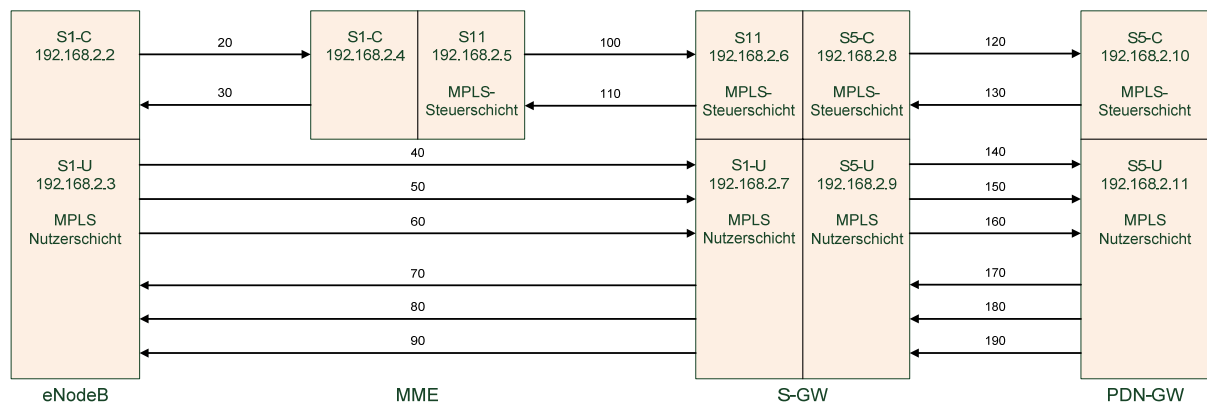 S1-C
192.168.2.2
20
30
S1-C
192.168.2.4
S11
192.168.2.5
MPLS-
Steuerschicht
100
110
S11
192.168.2.6
MPLS-
Steuerschicht
S5-C
192.168.2.8
MPLS-
Steuerschicht
120
130
S5-C
192.168.2.10
MPLS-
Steuerschicht
S1-U
192.168.2.3
MPLS
Nutzerschicht
40
50
60
70
80
90
S1-U
192.168.2.7
MPLS
Nutzerschicht
S5-U
192.168.2.9
MPLS
Nutzerschicht
140
150
160
170
180
190
S5-U
192.168.2.11
MPLS
Nutzerschicht
eNodeB
MME
S-GW
PDN-GW